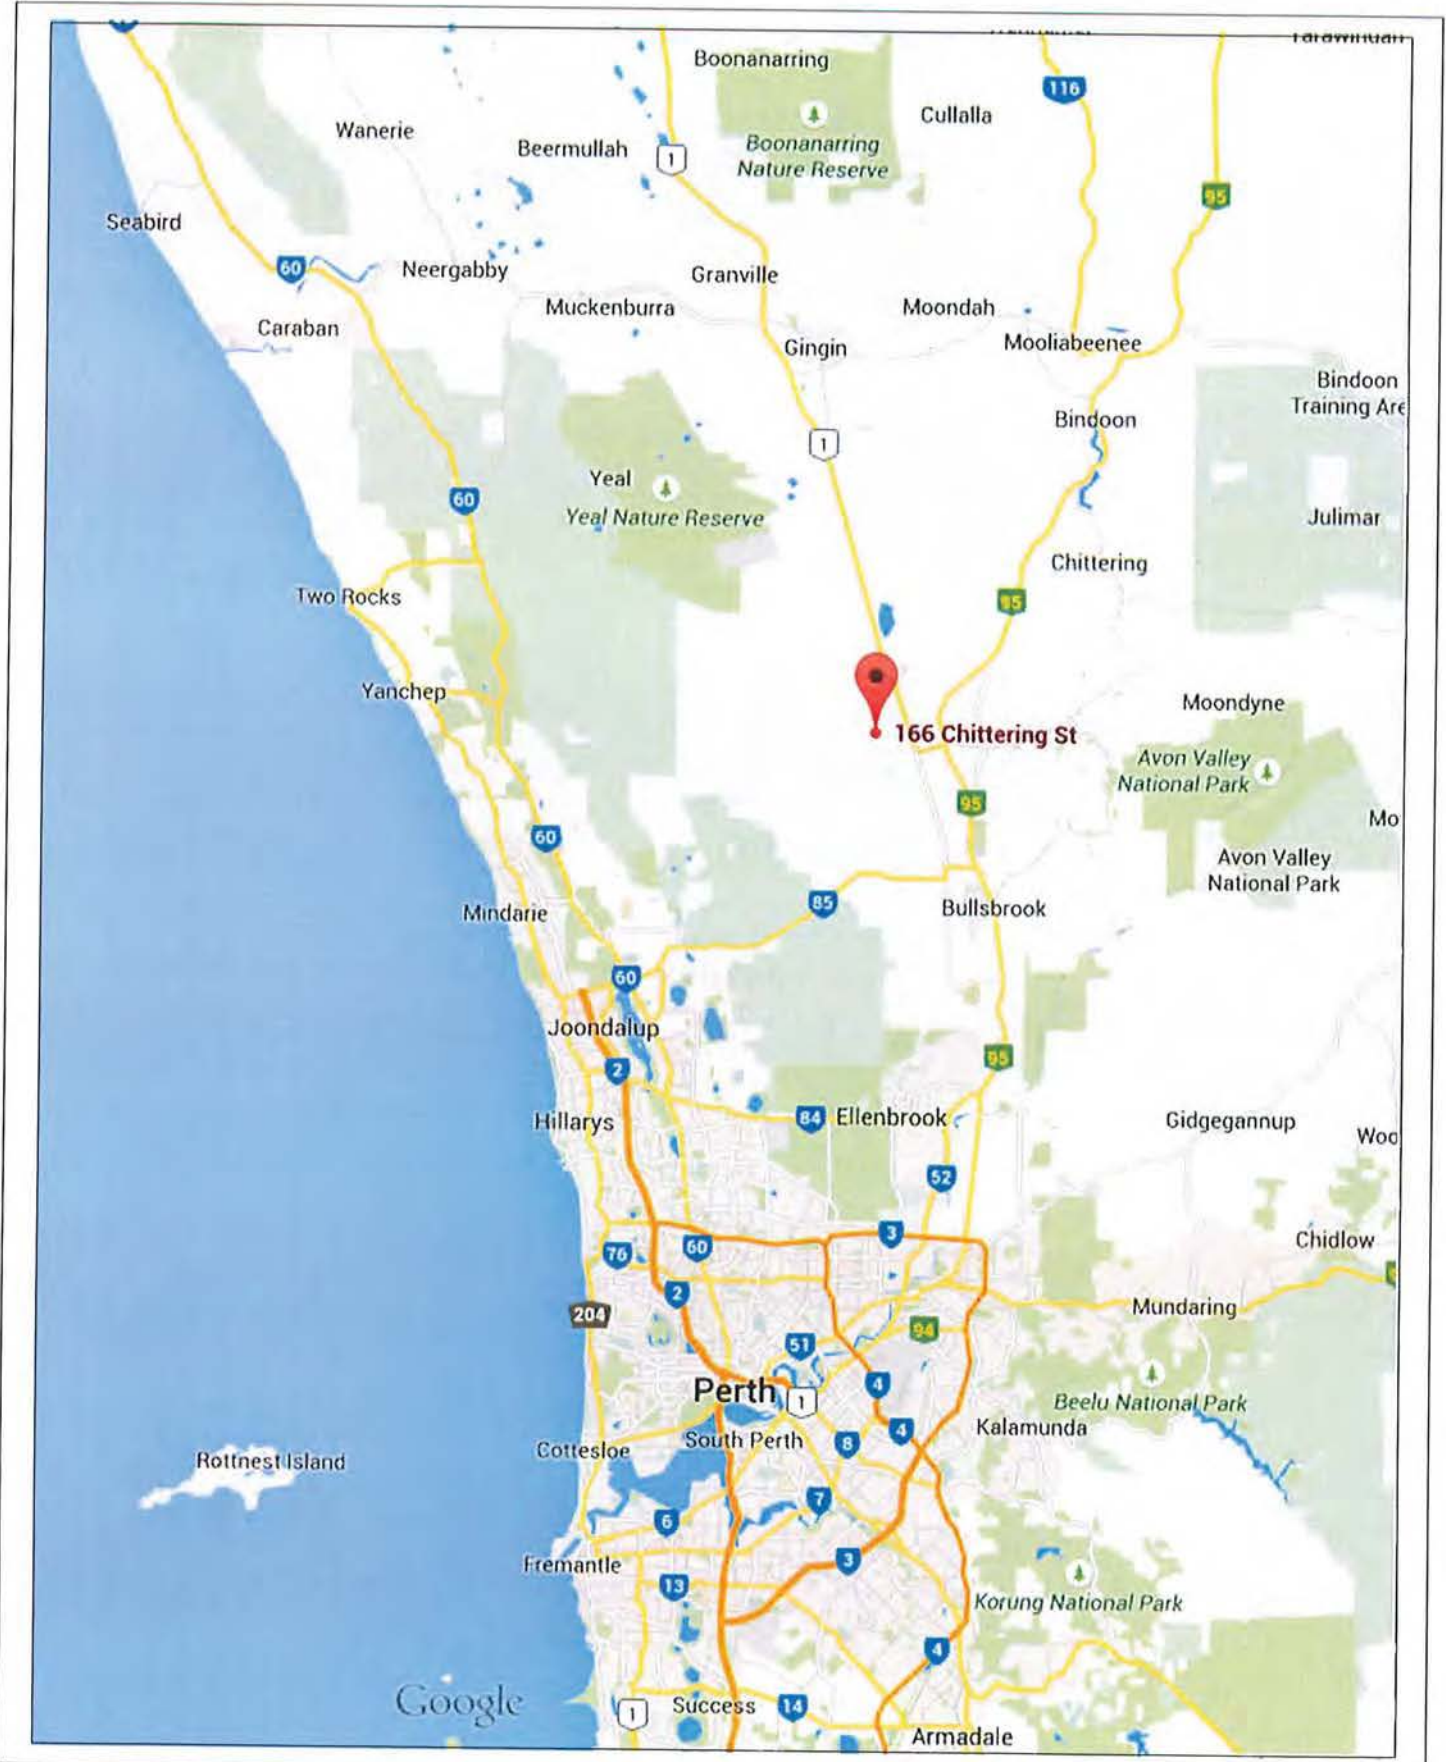 Boonanarring
116
Cullalla
Wanerie
Beermullah
1
Boonanarring
Nature Reserve
95
Seabird
60
Neergabby
Granville
Muckenburra
Moondah
Caraban
Gingin
Mooliabeenee
Bindoon
Training Are
Bindoon
1
Yeal
60
Yeal Nature Reserve
Julimar
Chittering
Two Rocks
95
Yanchep
Moondyne
166 Chittering St
Avon Valley
National Park
95
Mo
60
Avon Valley
National Park
85
Mindarie
Bullsbrook
60
Joondalup
95
2
Hillarys
84
Ellenbrook
Gidgegannup
Woo
52
3
Chidlow
76
60
2
Mundaring
204
94
51
Perth
1
4
Beelu National Park
4
Kalamunda
Cottesloe
South Perth
8
Rottnest Island
7
6
Fremantle
3
13
Korung National Park
4
Google
1
Success
14
Armadale